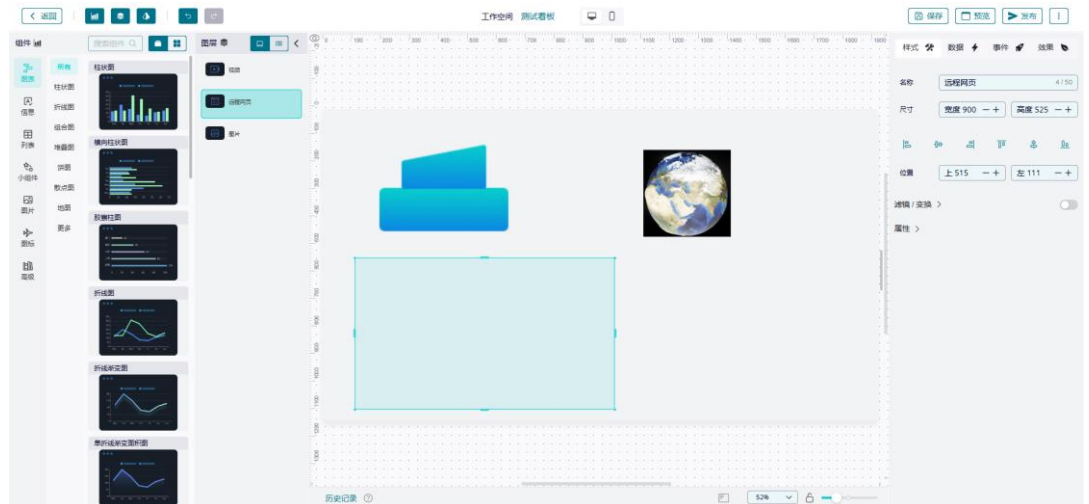 返回
工作空间 测试看板
保存
预览
发布
组件
搜索组件
图层
样式
数据
事件
效果
图表
信息
列表
小组件
图片
图标
高级
所有
柱状图
折线图
组合图
堆叠图
饼图
散点图
地图
更多
柱状图
横向柱状图
胶囊柱图
折线图
折线渐变图
单折线渐变面积图
视频
远程网页
图片
名称 远程网页 4 / 50
尺寸 宽度 900 － + 高度 525 － +
位置 上 515 － + 左 111 － +
滤镜 / 变换
属性
历史记录
52%